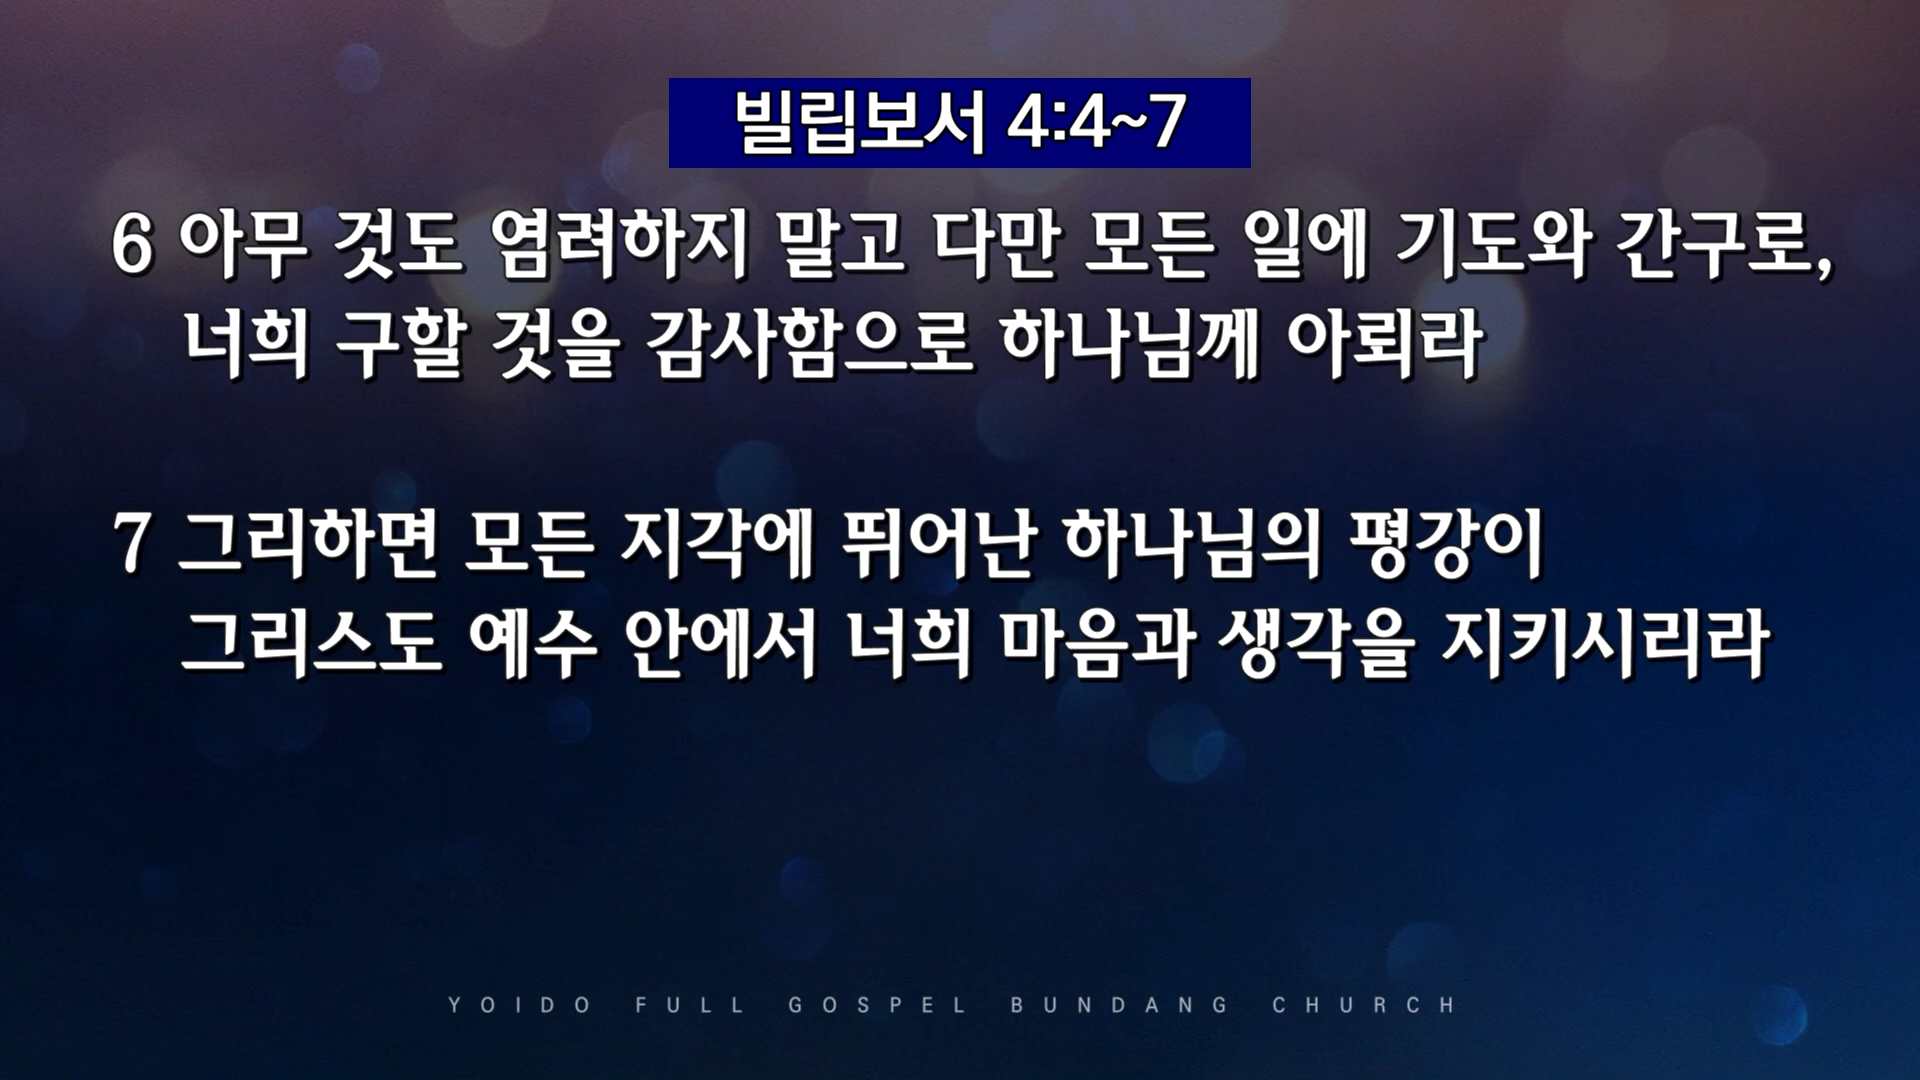 빌립보서 4:4~7
6 아무 것도 염려하지 말고 다만 모든 일에 기도와 간구로,
너희 구할 것을 감사함으로 하나님께 아뢰라
7 그리하면 모든 지각에 뛰어난 하나님의 평강이
그리스도 예수 안에서 너희 마음과 생각을 지키시리라
YOIDO FULL GOSPEL BUNDANG CHURCH